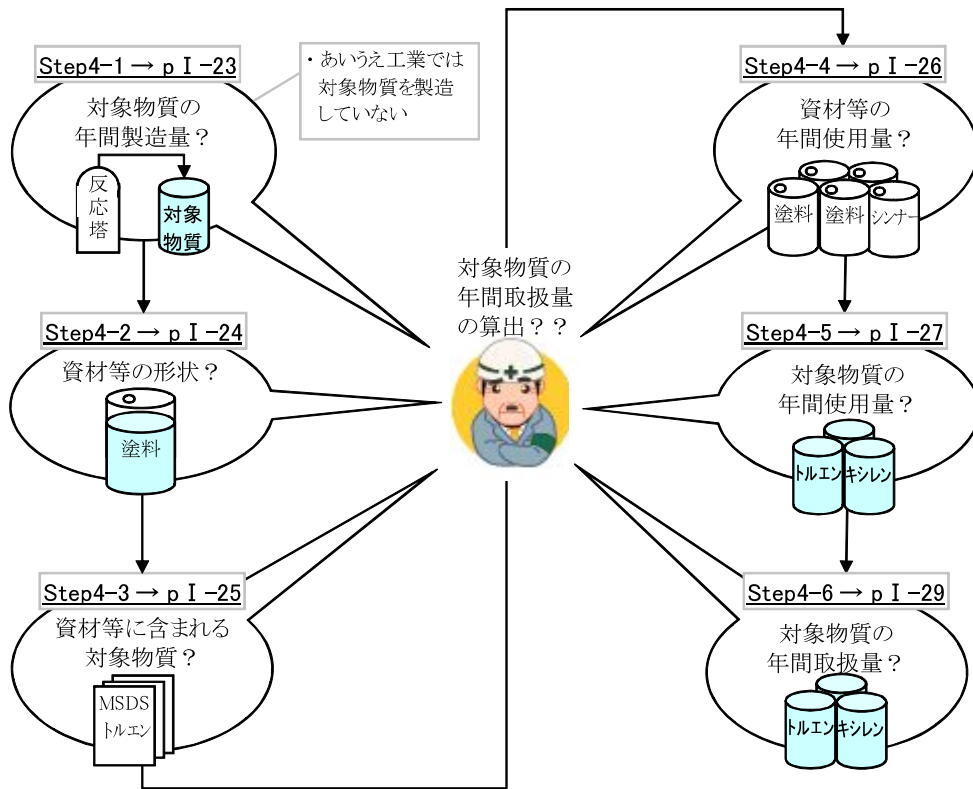 Step4-1 → p I -23
対象物質の
年間製造量？
反
応
塔
対象
物質
・あいうえ工業では
対象物質を製造
していない
Step4-2 → p I -24
資材等の形状？
塗料
Step4-3 → p I -25
資材等に含まれる
対象物質？
MSDS
トルエン
対象物質の
年間取扱量
の算出？？
Step4-4 → p I -26
資材等の
年間使用量？
塗料
塗料
シンナー
Step4-5 → p I -27
対象物質の
年間使用量？
トルエン
キシレン
Step4-6 → p I -29
対象物質の
年間取扱量？
トルエン
キシレン